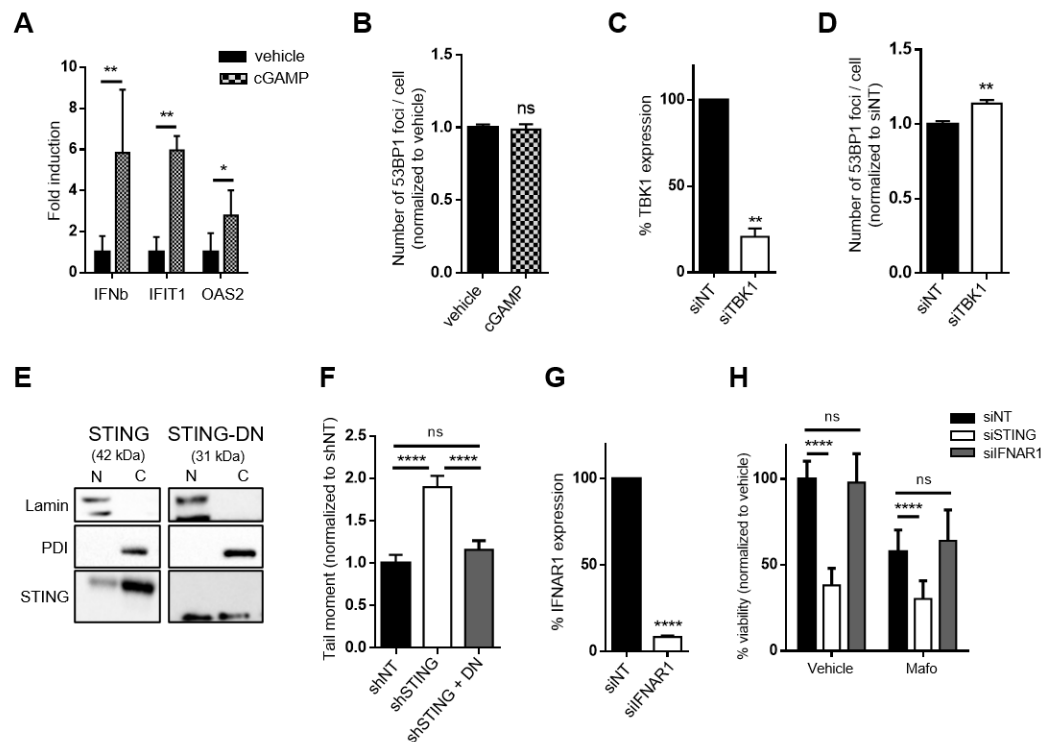 A
vehicle
cGAMP
Fold induction
10
8
6
4
2
0
**
**
*
IFNb
IFIT1
OAS2
B
Number of 53BP1 foci / cell
(normalized to vehicle)
1.5
1.0
0.5
0.0
ns
vehicle
cGAMP
C
% TBK1 expression
100
50
0
**
siNT
siTBK1
D
Number of 53BP1 foci / cell
(normalized to siNT)
1.5
1.0
0.5
0.0
**
siNT
siTBK1
E
STING
(42 kDa)
STING-DN
(31 kDa)
N
C
N
C
Lamin
PDI
STING
F
Tail moment (normalized to shNT)
2.5
2.0
1.5
1.0
0.5
0.0
ns
****
****
shNT
shSTING
shSTING + DN
G
% IFNAR1 expression
100
50
0
****
siNT
siIFNAR1
H
siNT
siSTING
siIFNAR1
% viability (normalized to vehicle)
100
50
0
ns
****
ns
****
Vehicle
Mafo